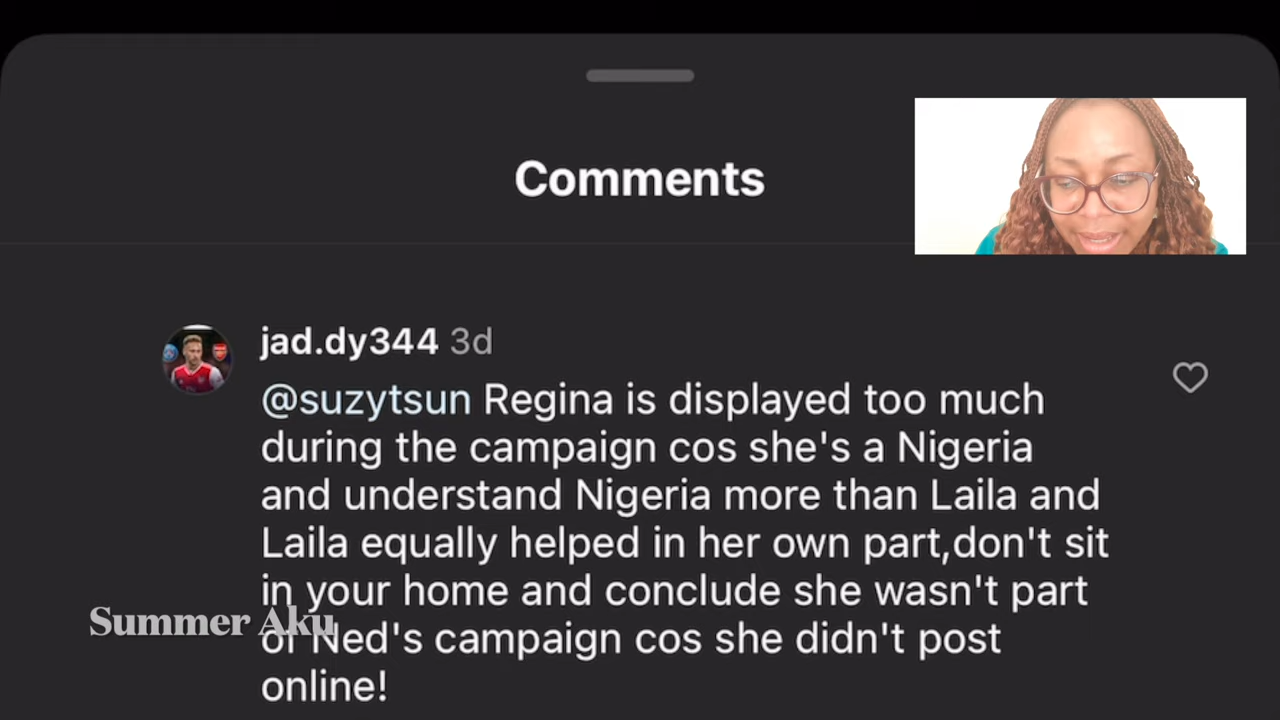 Comments
jad.dy344 3d
@suzytsun Regina is displayed too much
during the campaign cos she's a Nigeria
and understand Nigeria more than Laila and
Laila equally helped in her own part,don't sit
in your home and conclude she wasn't part
Summer Aku
of Ned's campaign cos she didn't post
online!